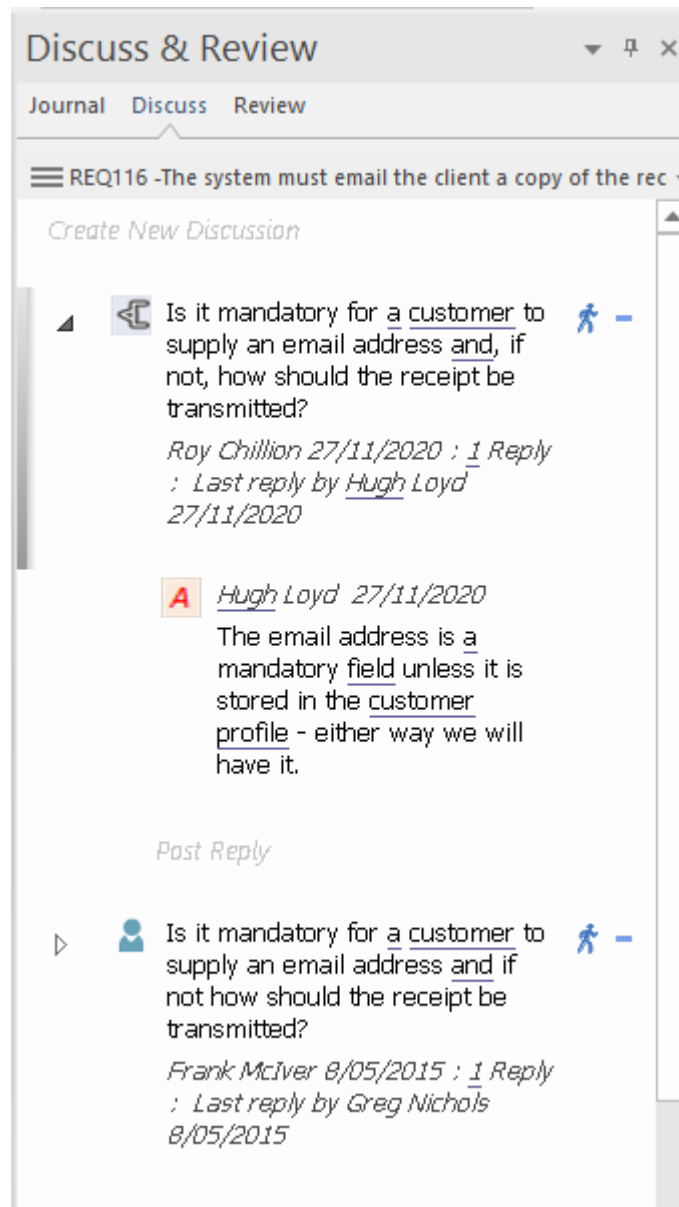 Discuss & Review
Journal Discuss Review
REQ116 -The system must email the client a copy of the rec
Create New Discussion
Is it mandatory for a customer to
supply an email address and, if
not, how should the receipt be
transmitted?
Roy Chillion 27/11/2020 ; 1 Reply
; Last reply by Hugh Loyd
27/11/2020
A Hugh Loyd 27/11/2020
The email address is a
mandatory field unless it is
stored in the customer
profile - either way we will
have it.
Post Reply
Is it mandatory for a customer to
supply an email address and if
not how should the receipt be
transmitted?
Frank McIver 8/05/2015 ; 1 Reply
; Last reply by Greg Nichols
8/05/2015